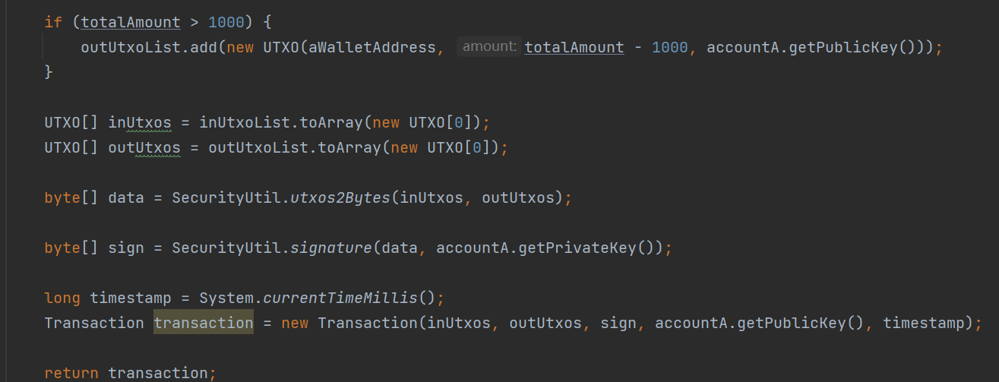 if (totalAmount > 1000) {
outUtxoList.add(new UTXO(aWalletAddress, amount: totalAmount - 1000, accountA.getPublicKey()));
}
UTXO[] inUtxos = inUtxoList.toArray(new UTXO[0]);
UTXO[] outUtxos = outUtxoList.toArray(new UTXO[0]);
byte[] data = SecurityUtil.utxos2Bytes(inUtxos, outUtxos);
byte[] sign = SecurityUtil.signature(data, accountA.getPrivateKey());
long timestamp = System.currentTimeMillis();
Transaction transaction = new Transaction(inUtxos, outUtxos, sign, accountA.getPublicKey(), timestamp);
return transaction;